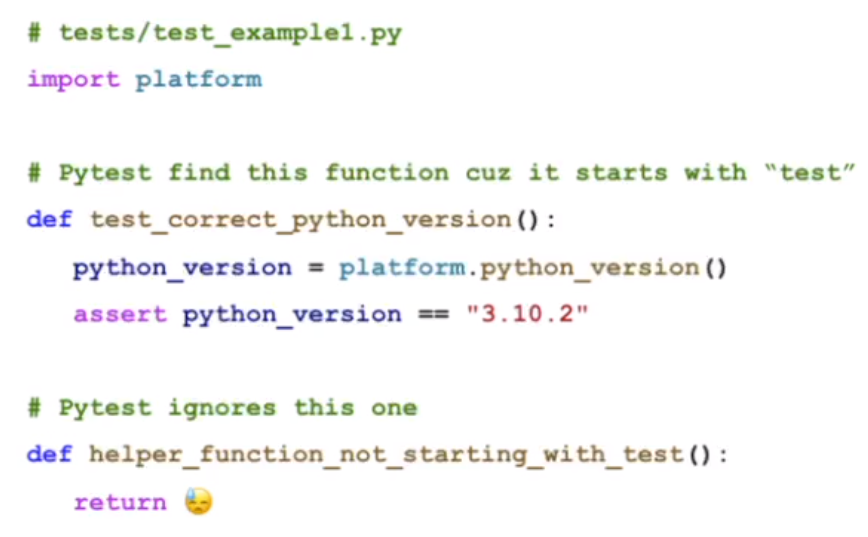 # tests/test_example1.py
import platform
# Pytest find this function cuz it starts with “test”
def test_correct_python_version():
python_version = platform.python_version()
assert python_version == "3.10.2"
# Pytest ignores this one
def helper_function_not_starting_with_test():
return 😓